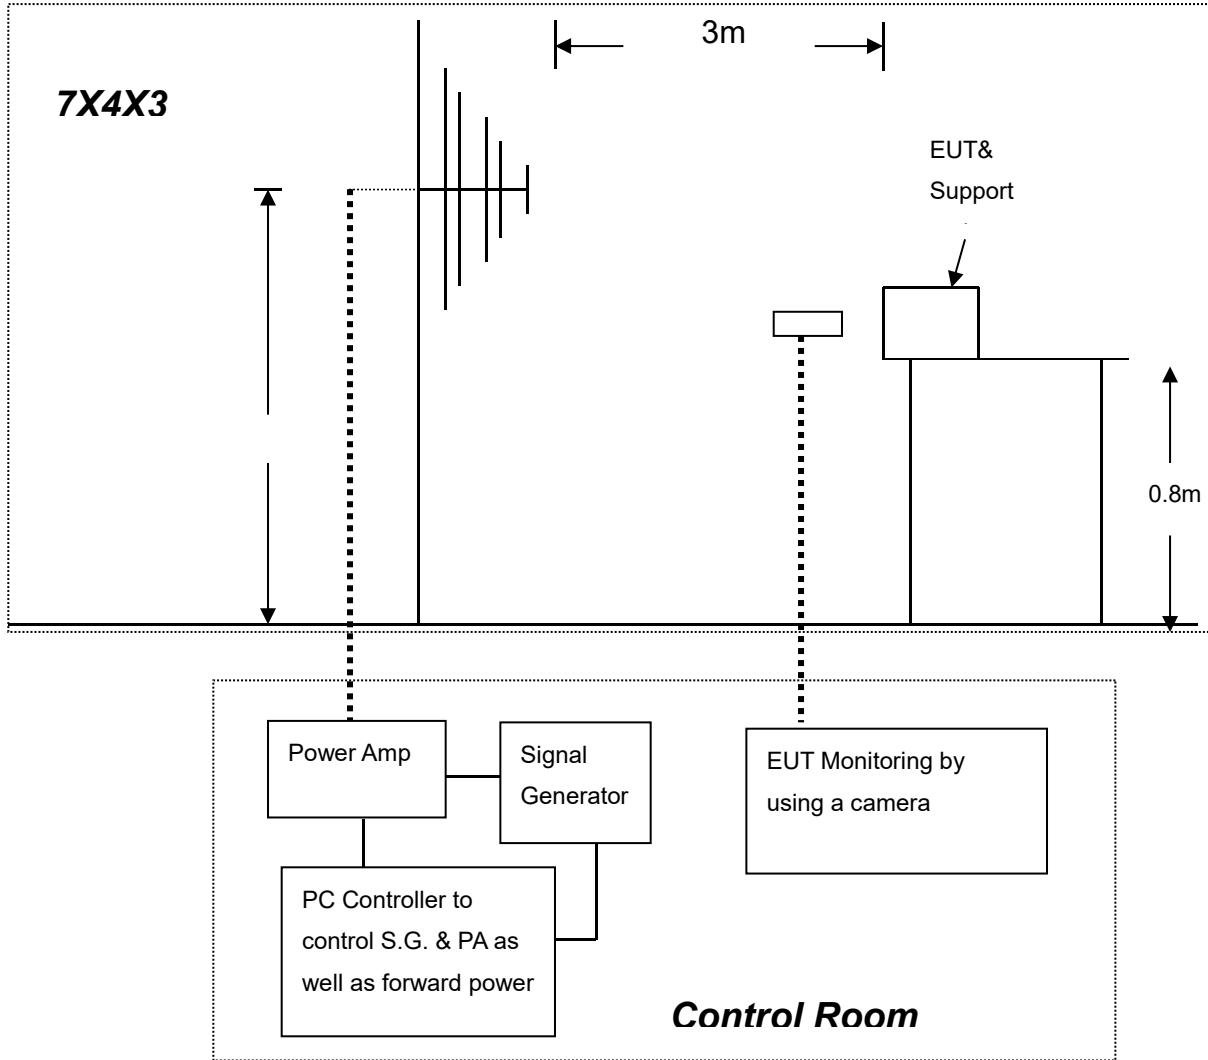 3m
7X4X3
EUT&
Support
0.8m
Power Amp
Signal
Generator
EUT Monitoring by
using a camera
PC Controller to
control S.G. & PA as
well as forward power
Control Room